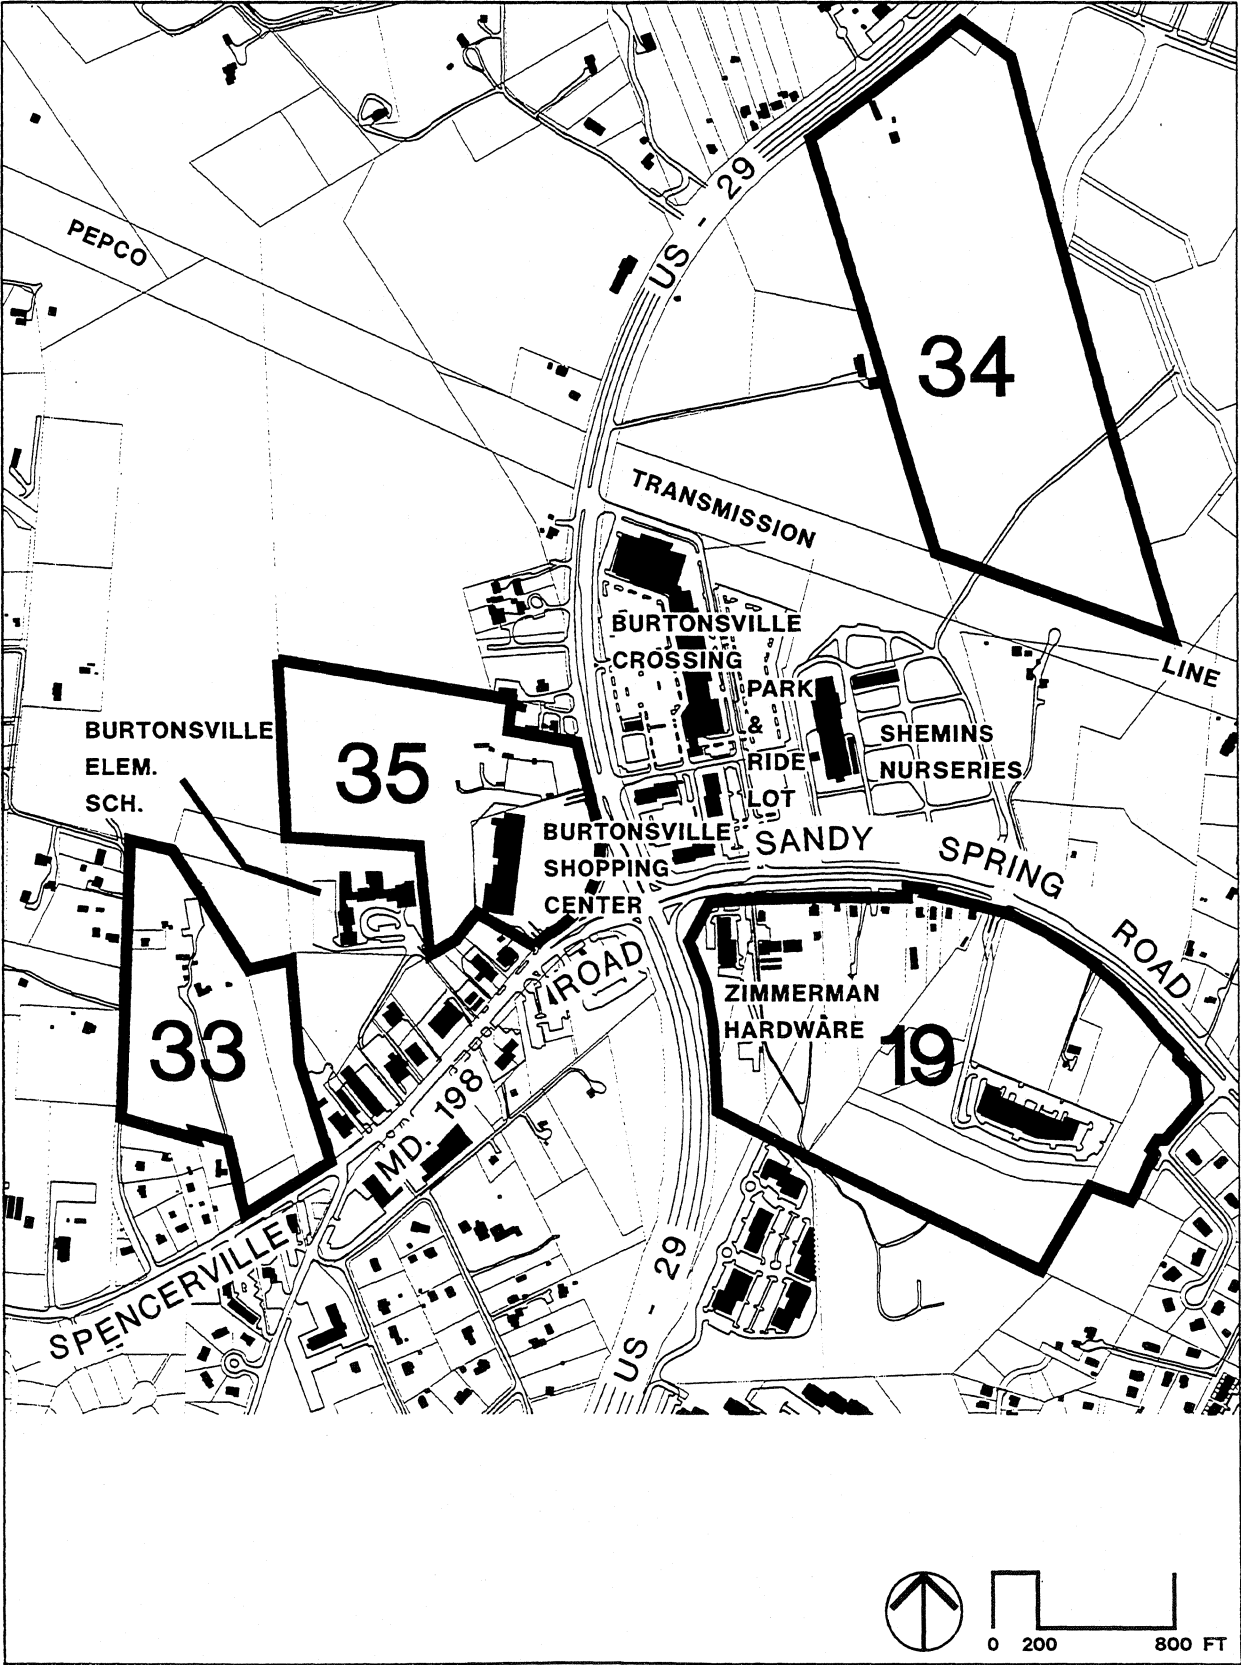 US - 29
PEPCO
34
TRANSMISSION
LINE
BURTONSVILLE
CROSSING
PARK
&
RIDE
LOT
SHEMINS
NURSERIES
BURTONSVILLE
ELEM.
SCH.
35
BURTONSVILLE
SHOPPING
CENTER
SANDY SPRING ROAD
ZIMMERMAN
HARDWARE
19
33
SPENCERVILLE ROAD
MD. 198
US - 29
0 200 800 FT